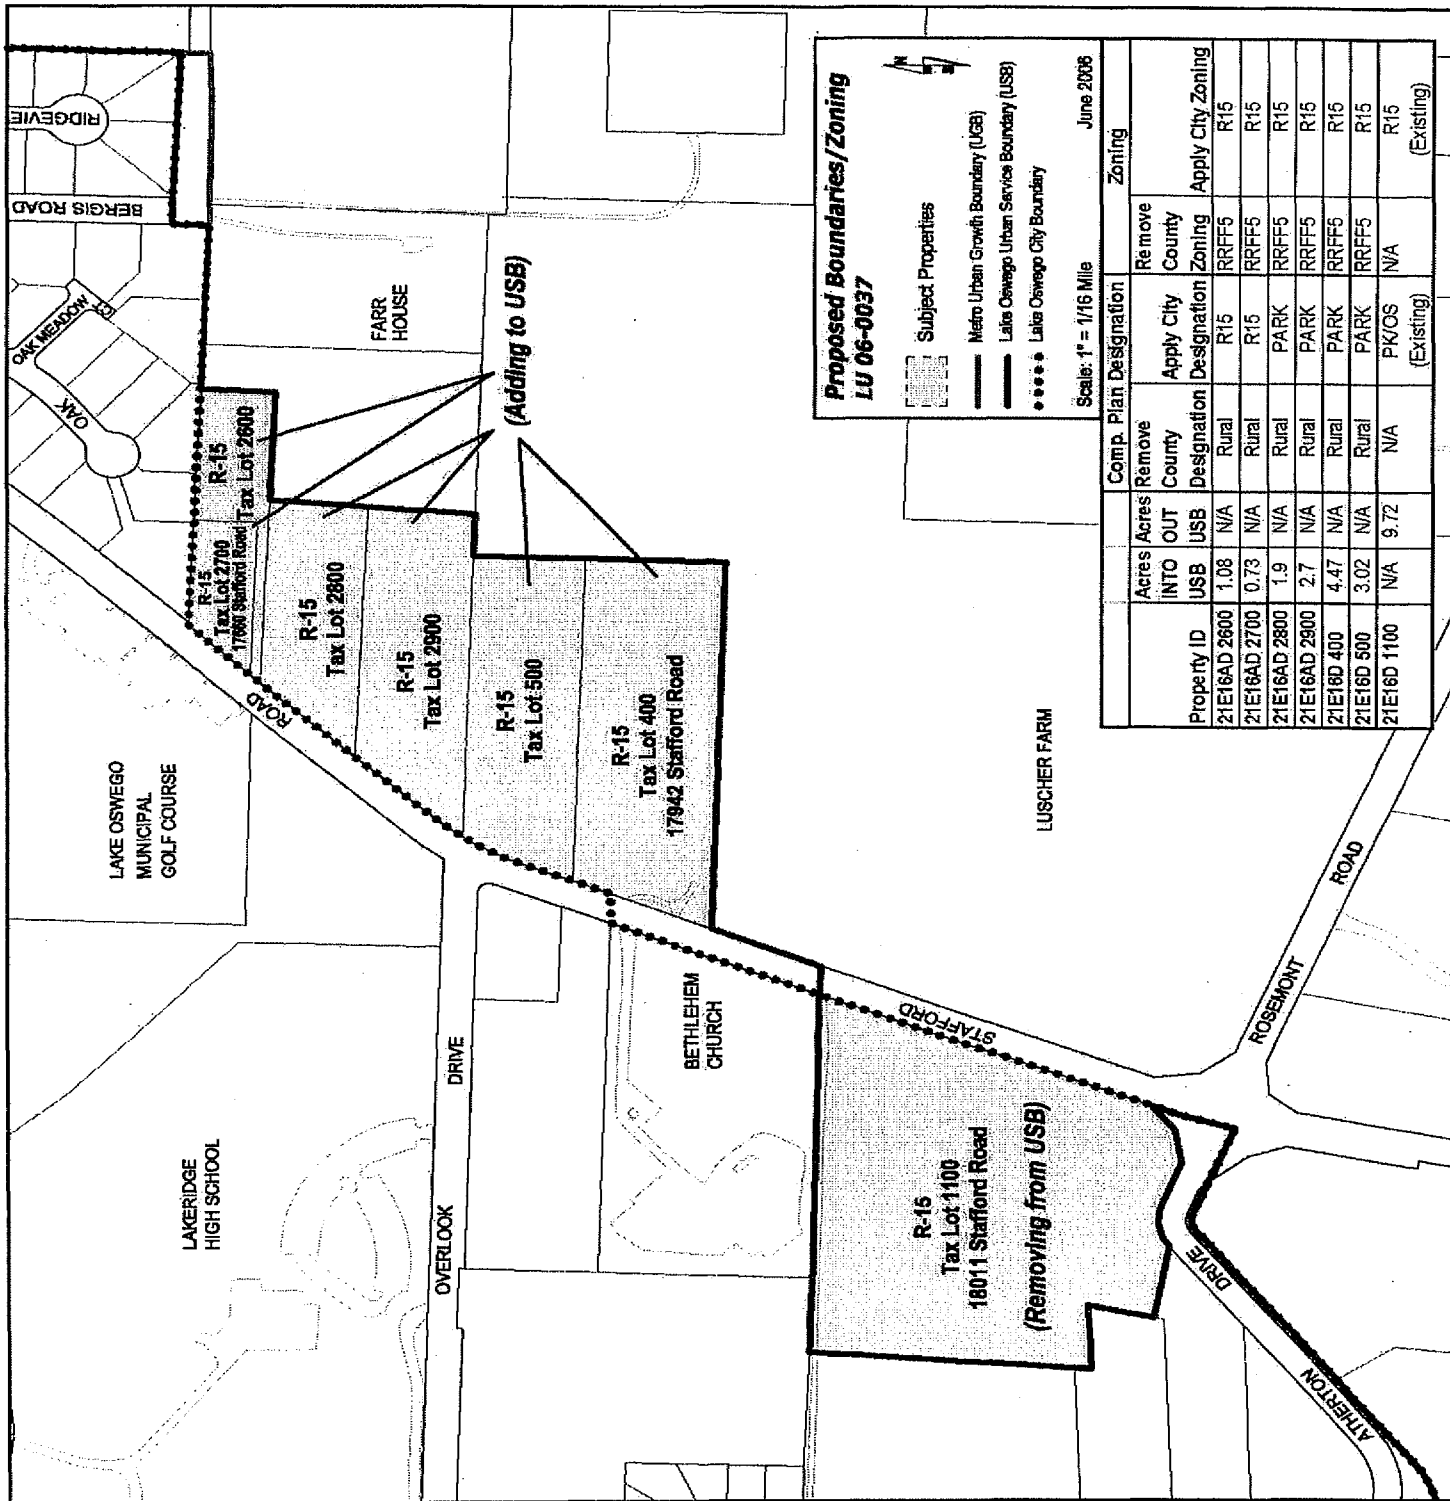 LAKERIDGE
HIGH SCHOOL
LAKE OSWEGO
MUNICIPAL
GOLF COURSE
OVERLOOK DRIVE
ROAD
OAK
OAK MEADOW
CT
BERGIS ROAD
RIDGEVIE
R-15
Tax Lot 2700
17660 Stafford Road
R-15
Tax Lot 2600
R-15
Tax Lot 2800
R-15
Tax Lot 2900
R-15
Tax Lot 500
R-15
Tax Lot 400
17942 Stafford Road
FARR
HOUSE
(Adding to USB)
BETHLEHEM
CHURCH
STAFFORD
R-15
Tax Lot 1100
18011 Stafford Road
(Removing from USB)
ATHERTON DRIVE
ROSEMONT ROAD
LUSCHER FARM
Proposed Boundaries/Zoning
LU 06-0037
N
Subject Properties
Metro Urban Growth Boundary (UGB)
Lake Oswego Urban Service Boundary (USB)
Lake Oswego City Boundary
Scale: 1" = 1/16 Mile June 2006
Comp. Plan Designation Zoning
Property ID Acres INTO USB Acres OUT USB Remove County Designation Apply City Designation Remove County Zoning Apply City Zoning
21E16AD 2600 1.08 N/A Rural R15 RRFF5 R15
21E16AD 2700 0.73 N/A Rural R15 RRFF5 R15
21E16AD 2800 1.9 N/A Rural PARK RRFF5 R15
21E16AD 2900 2.7 N/A Rural PARK RRFF5 R15
21E16D 400 4.47 N/A Rural PARK RRFF5 R15
21E16D 500 3.02 N/A Rural PARK RRFF5 R15
21E16D 1100 N/A 9.72 N/A PK/OS (Existing) N/A R15 (Existing)